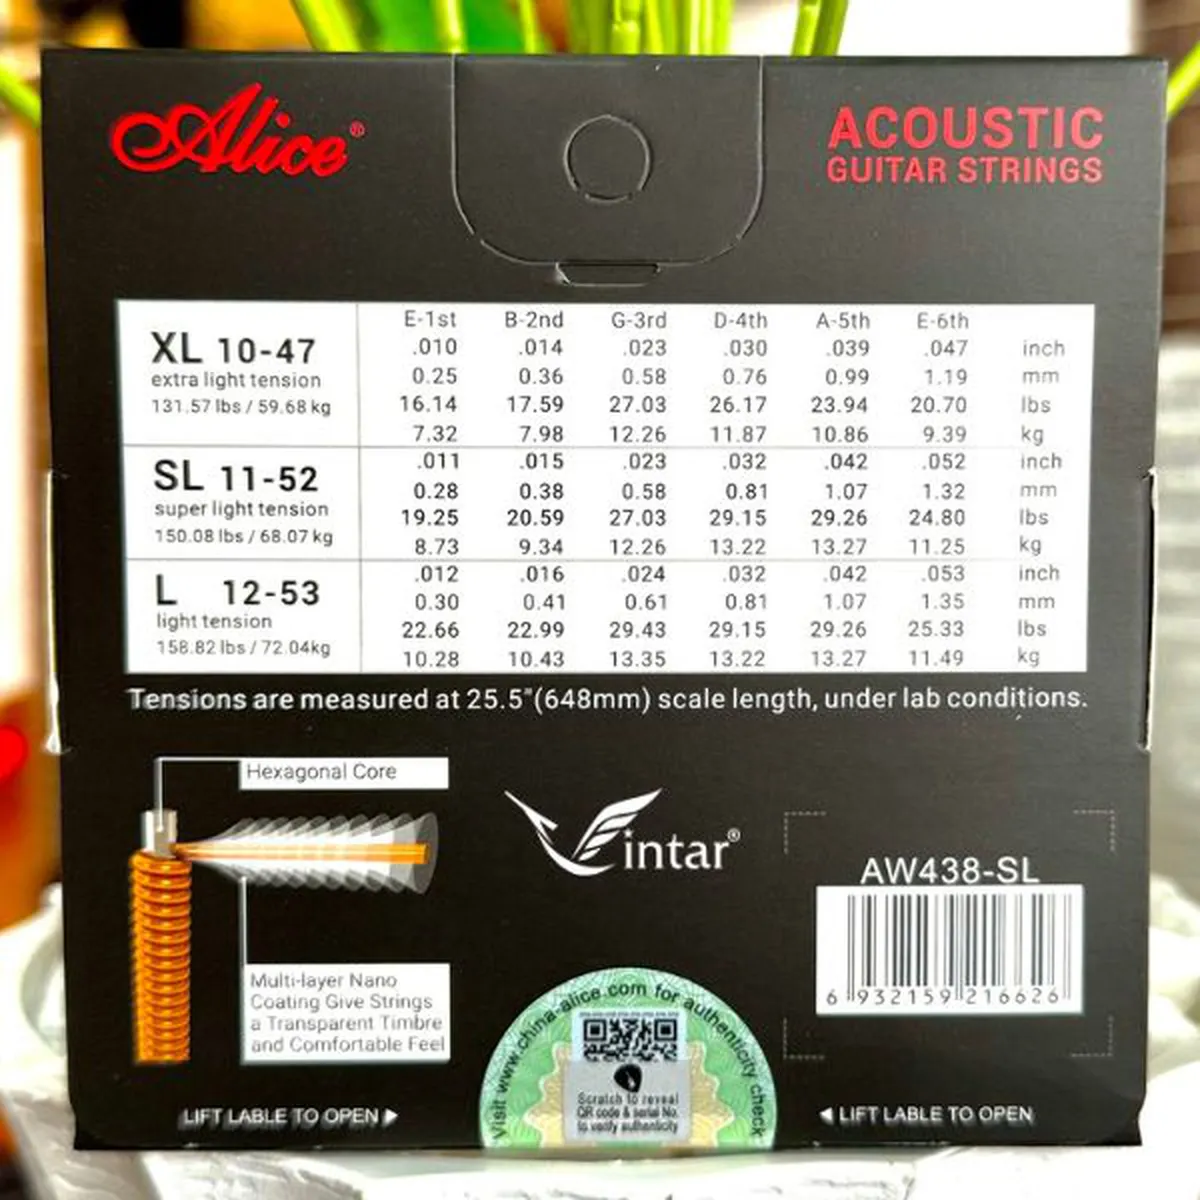 Alice®
ACOUSTIC
GUITAR STRINGS
E-1st B-2nd G-3rd D-4th A-5th E-6th
XL 10-47
extra light tension
131.57 lbs / 59.68 kg
.010 .014 .023 .030 .039 .047 inch
0.25 0.36 0.58 0.76 0.99 1.19 mm
16.14 17.59 27.03 26.17 23.94 20.70 lbs
7.32 7.98 12.26 11.87 10.86 9.39 kg
SL 11-52
super light tension
150.08 lbs / 68.07 kg
.011 .015 .023 .032 .042 .052 inch
0.28 0.38 0.58 0.81 1.07 1.32 mm
19.25 20.59 27.03 29.15 29.26 24.80 lbs
8.73 9.34 12.26 13.22 13.27 11.25 kg
L 12-53
light tension
158.82 lbs / 72.04kg
.012 .016 .024 .032 .042 .053 inch
0.30 0.41 0.61 0.81 1.07 1.35 mm
22.66 22.99 29.43 29.15 29.26 25.33 lbs
10.28 10.43 13.35 13.22 13.27 11.49 kg
Tensions are measured at 25.5"(648mm) scale length, under lab conditions.
Hexagonal Core
Vintar®
AW438-SL
6 932159 216626
Multi-layer Nano
Coating Give Strings
a Transparent Timbre
and Comfortable Feel
Visit www.china-alice.com for authenticity check
Scratch to reveal
QR code & serial No.
to verify authenticity
LIFT LABLE TO OPEN ▶
◀ LIFT LABLE TO OPEN